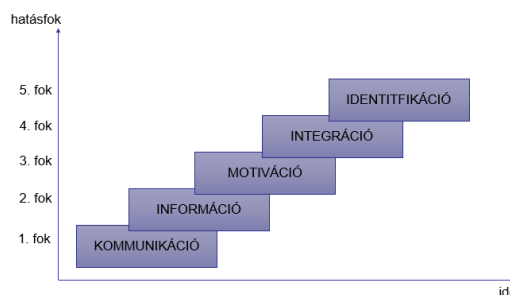 hatásfok
5. fok
IDENTITFIKÁCIÓ
4. fok
INTEGRÁCIÓ
3. fok
MOTIVÁCIÓ
2. fok
INFORMÁCIÓ
1. fok
KOMMUNIKÁCIÓ